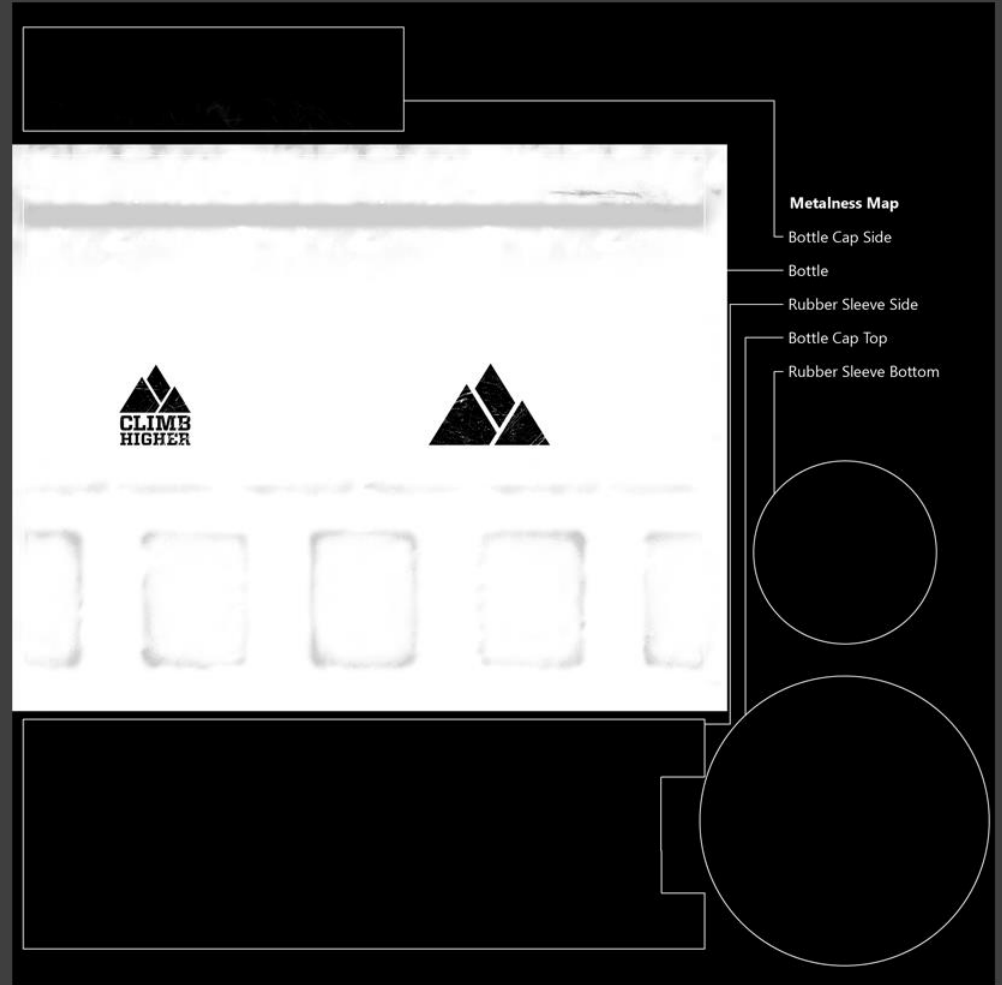 Metalness Map
Bottle Cap Side
Bottle
Rubber Sleeve Side
Bottle Cap Top
Rubber Sleeve Bottom
CLIMB
HIGHER